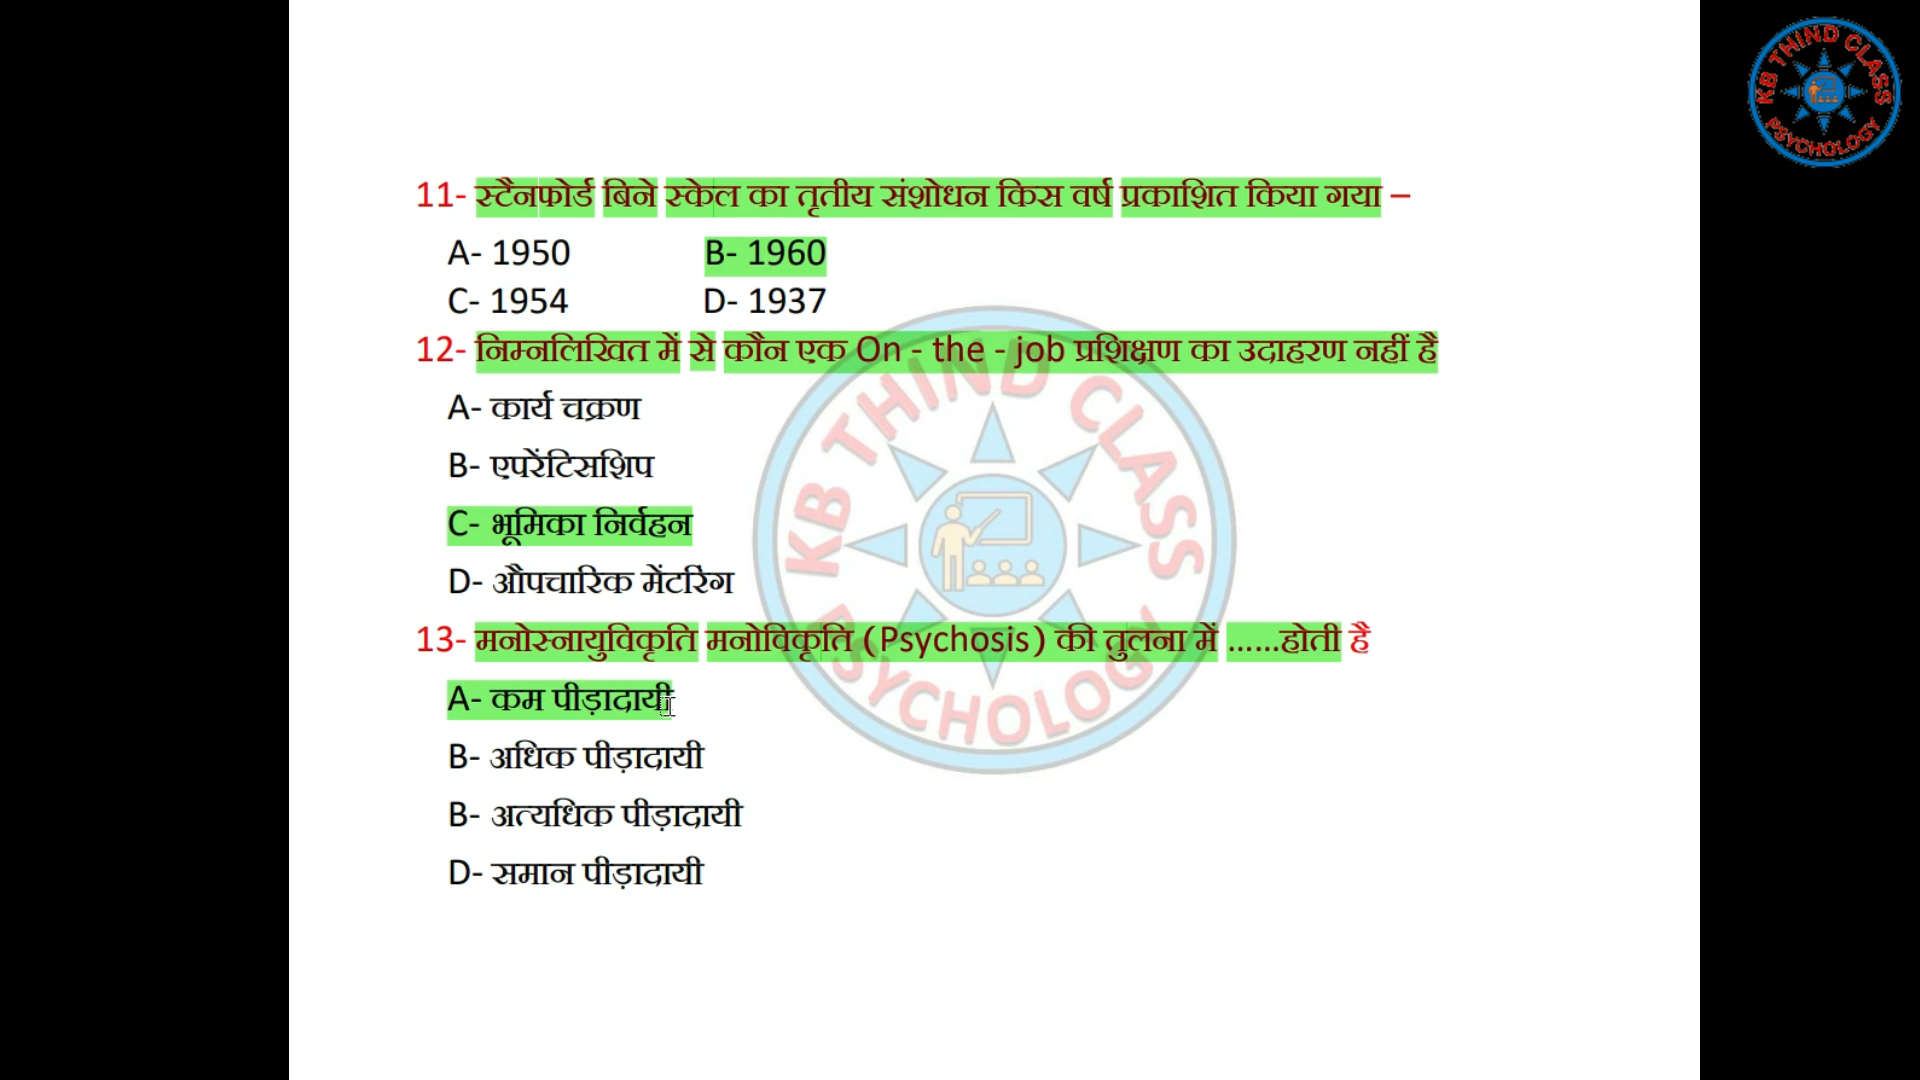 KB THIND CLASS
PSYCHOLOGY
11- स्टैनफोर्ड बिने स्केल का तृतीय संशोधन किस वर्ष प्रकाशित किया गया –
A- 1950 B- 1960
C- 1954 D- 1937
12- निम्नलिखित में से कौन एक On - the - job प्रशिक्षण का उदाहरण नहीं है
A- कार्य चक्रण
B- एपरेंटिसशिप
C- भूमिका निर्वहन
D- औपचारिक मेंटरिंग
13- मनोस्नायुविकृति मनोविकृति (Psychosis) की तुलना में ......होती है
A- कम पीड़ादायी
B- अधिक पीड़ादायी
B- अत्यधिक पीड़ादायी
D- समान पीड़ादायी
KB THIND CLASS
PSYCHOLOGY